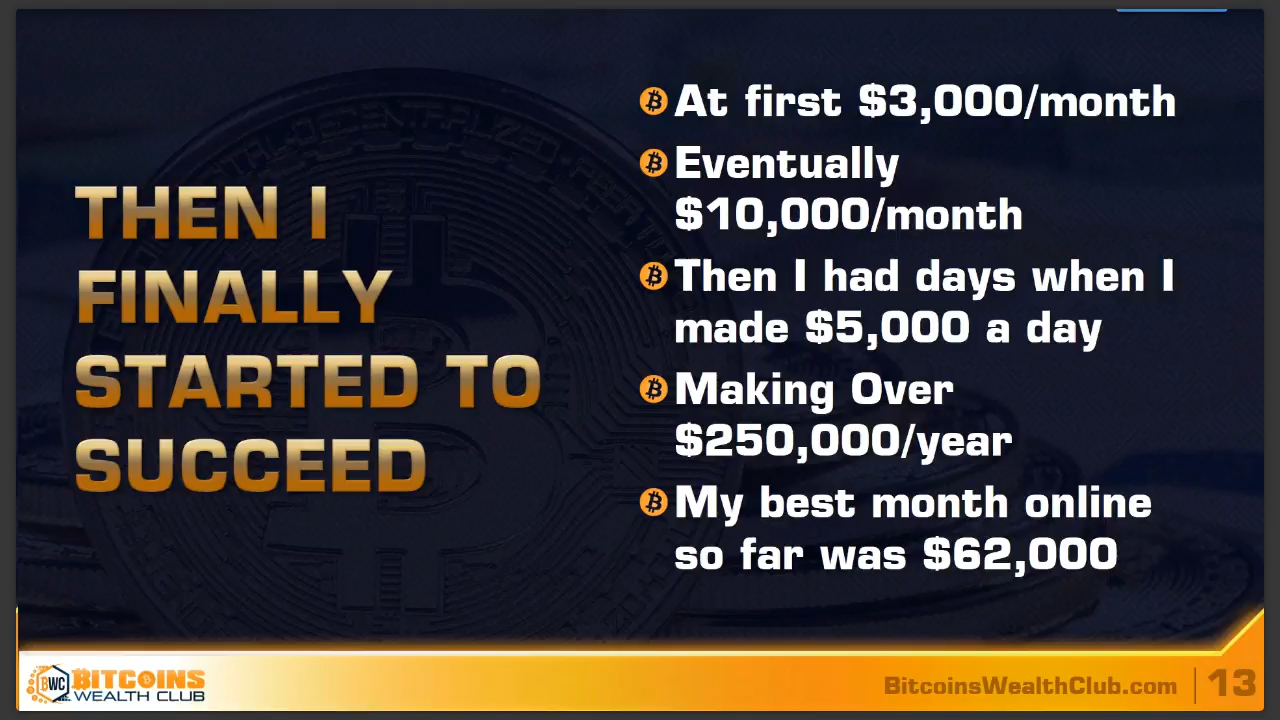 THEN I
FINALLY
STARTED TO
SUCCEED
At first $3,000/month
Eventually
$10,000/month
Then I had days when I
made $5,000 a day
Making Over
$250,000/year
My best month online
so far was $62,000
BWC BITCOINS
WEALTH CLUB
BitcoinsWealthClub.com
13